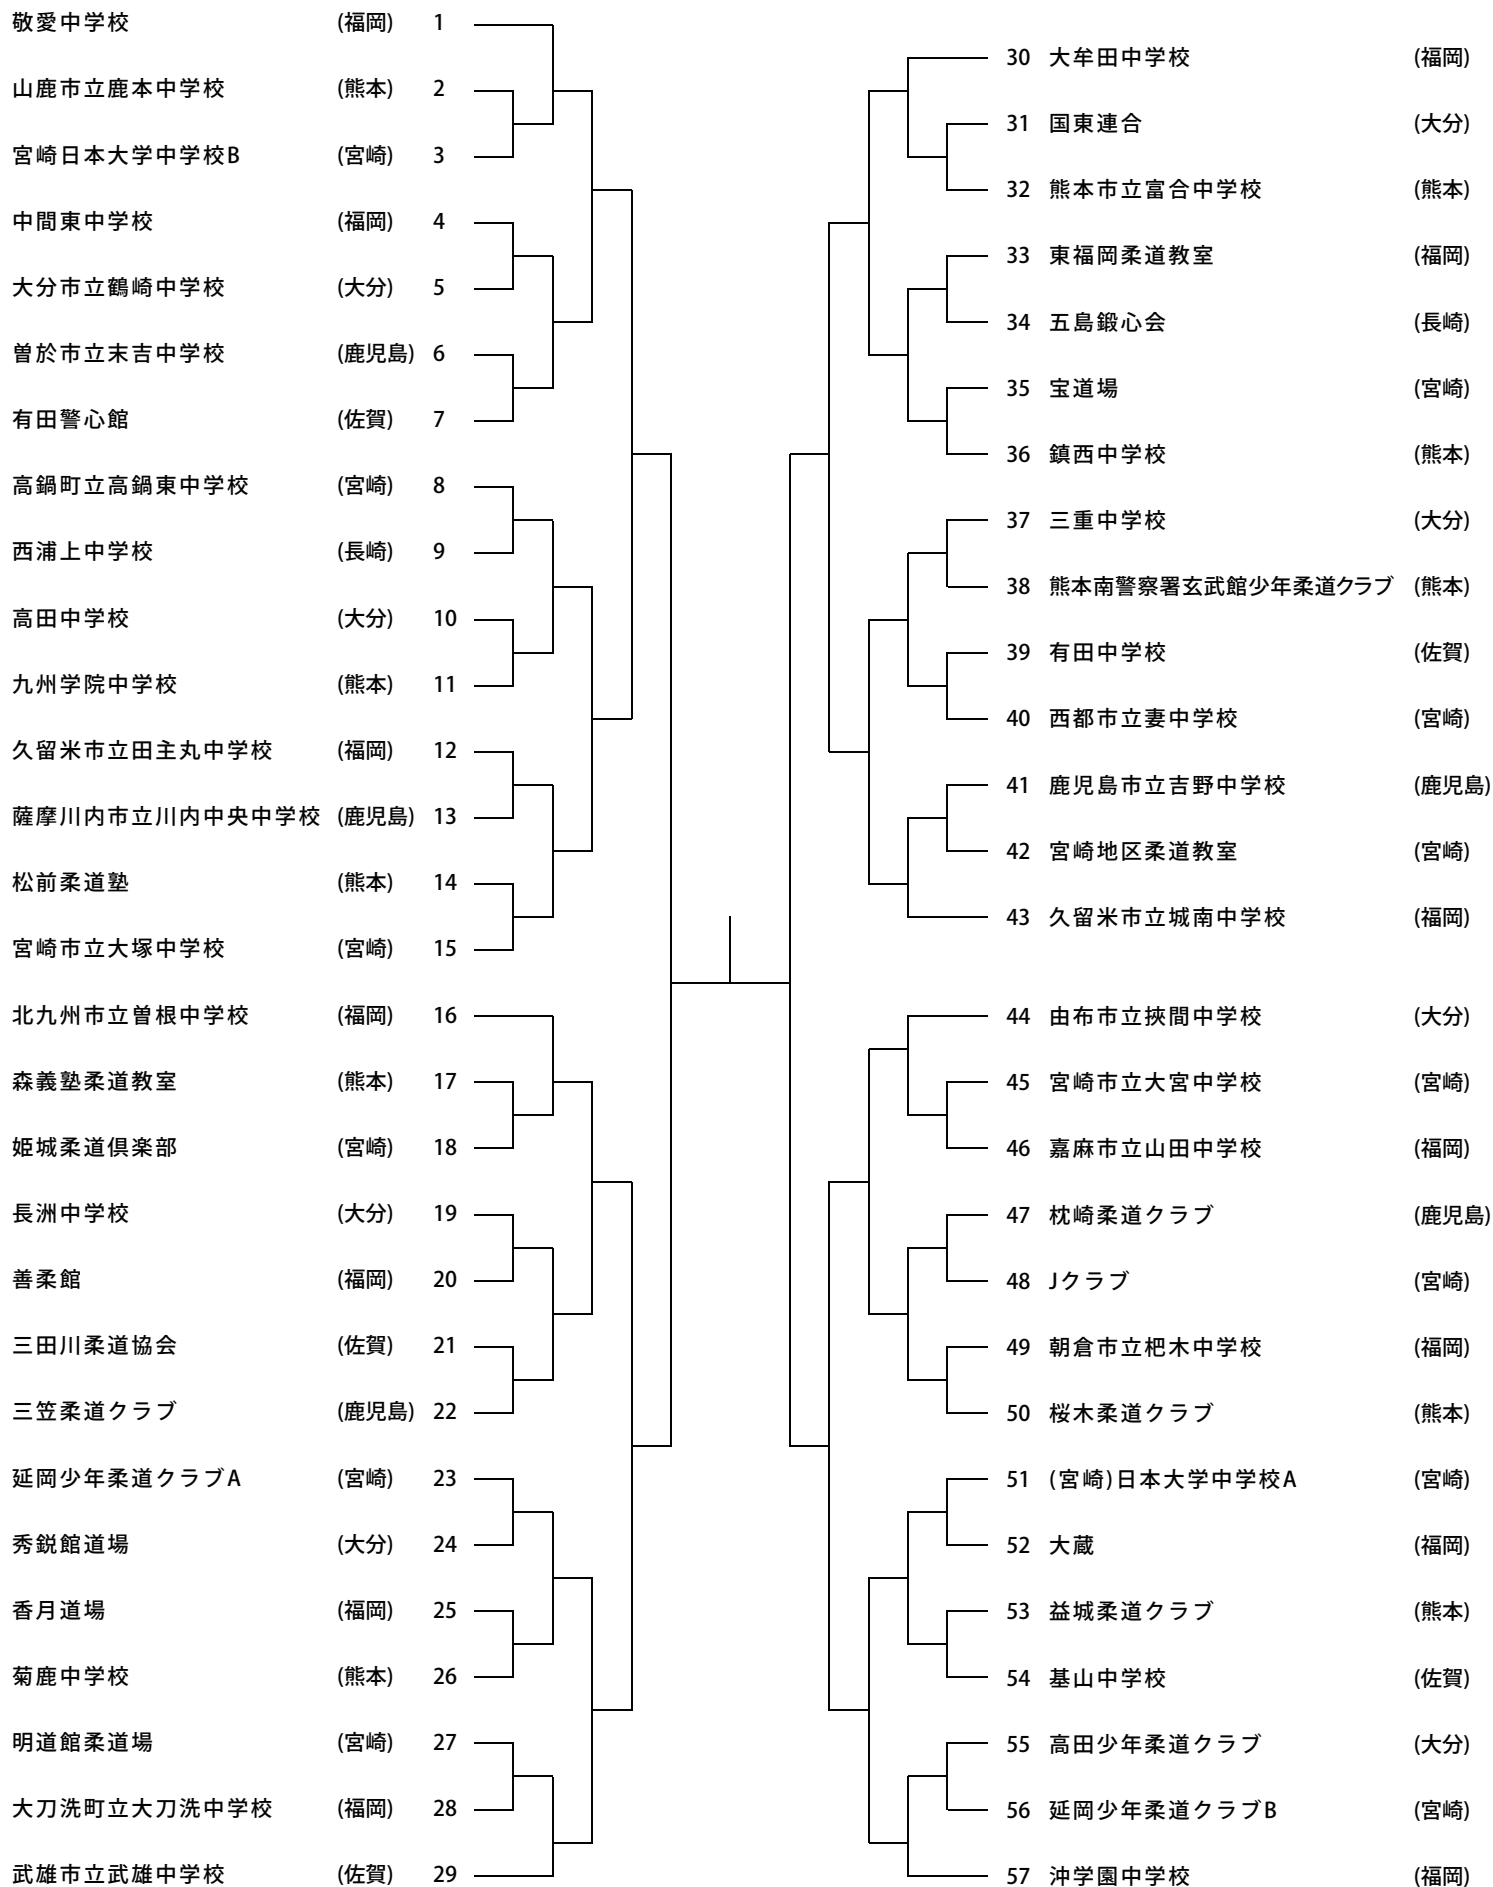 敬愛中学校 (福岡) 1
山鹿市立鹿本中学校 (熊本) 2
宮崎日本大学中学校B (宮崎) 3
中間東中学校 (福岡) 4
大分市立鶴崎中学校 (大分) 5
曽於市立末吉中学校 (鹿児島) 6
有田警心館 (佐賀) 7
高鍋町立高鍋東中学校 (宮崎) 8
西浦上中学校 (長崎) 9
高田中学校 (大分) 10
九州学院中学校 (熊本) 11
久留米市立田主丸中学校 (福岡) 12
薩摩川内市立川内中央中学校 (鹿児島) 13
松前柔道塾 (熊本) 14
宮崎市立大塚中学校 (宮崎) 15
北九州市立曽根中学校 (福岡) 16
森義塾柔道教室 (熊本) 17
姫城柔道倶楽部 (宮崎) 18
長洲中学校 (大分) 19
善柔館 (福岡) 20
三田川柔道協会 (佐賀) 21
三笠柔道クラブ (鹿児島) 22
延岡少年柔道クラブA (宮崎) 23
秀鋭館道場 (大分) 24
香月道場 (福岡) 25
菊鹿中学校 (熊本) 26
明道館柔道場 (宮崎) 27
大刀洗町立大刀洗中学校 (福岡) 28
武雄市立武雄中学校 (佐賀) 29
30 大牟田中学校 (福岡)
31 国東連合 (大分)
32 熊本市立富合中学校 (熊本)
33 東福岡柔道教室 (福岡)
34 五島鍛心会 (長崎)
35 宝道場 (宮崎)
36 鎮西中学校 (熊本)
37 三重中学校 (大分)
38 熊本南警察署玄武館少年柔道クラブ (熊本)
39 有田中学校 (佐賀)
40 西都市立妻中学校 (宮崎)
41 鹿児島市立吉野中学校 (鹿児島)
42 宮崎地区柔道教室 (宮崎)
43 久留米市立城南中学校 (福岡)
44 由布市立挾間中学校 (大分)
45 宮崎市立大宮中学校 (宮崎)
46 嘉麻市立山田中学校 (福岡)
47 枕崎柔道クラブ (鹿児島)
48 Jクラブ (宮崎)
49 朝倉市立杷木中学校 (福岡)
50 桜木柔道クラブ (熊本)
51 (宮崎)日本大学中学校A (宮崎)
52 大蔵 (福岡)
53 益城柔道クラブ (熊本)
54 基山中学校 (佐賀)
55 高田少年柔道クラブ (大分)
56 延岡少年柔道クラブB (宮崎)
57 沖学園中学校 (福岡)